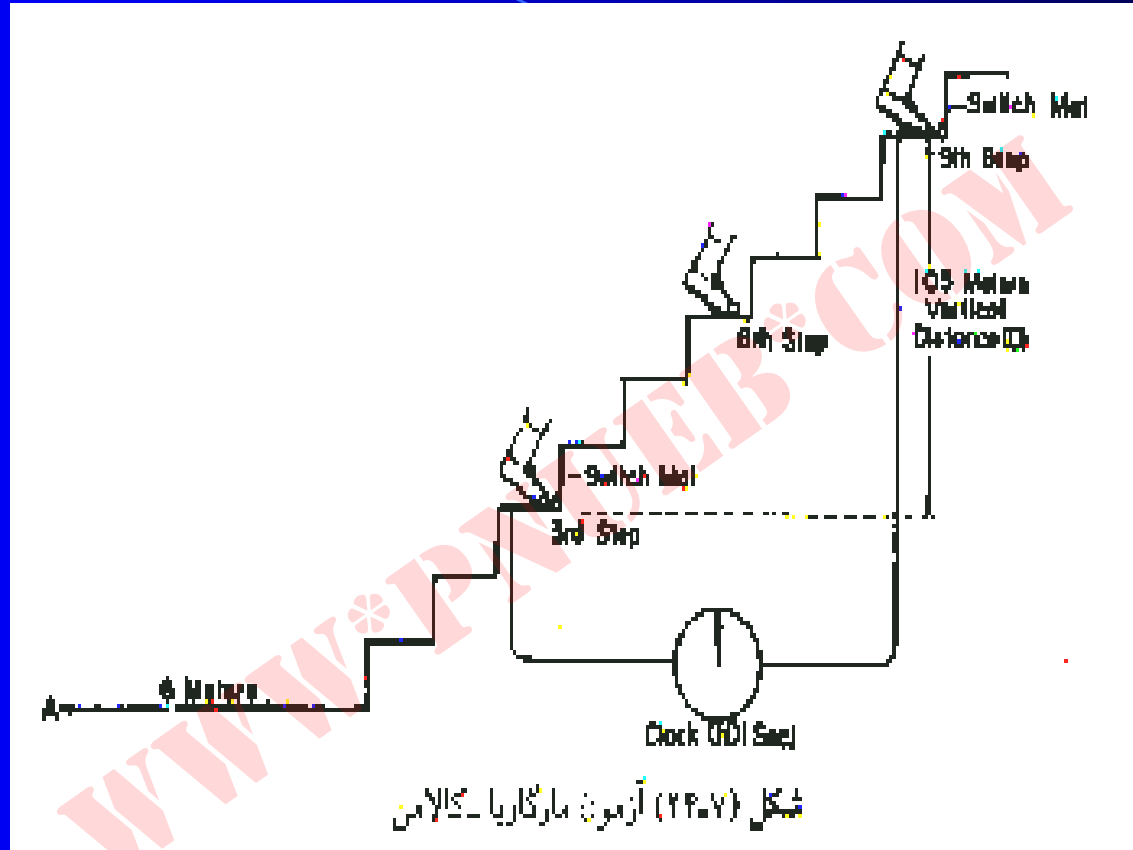 Switch Mat
9th Step
1.05 Meters
Vertical
Distance (D)
6th Step
Switch Mat
3rd Step
A
6 Meters
Clock (.01 Sec)
شکل (۷-۲۴) آزمون مارگاریا ـ کالامن
WWW*PNUEB*COM